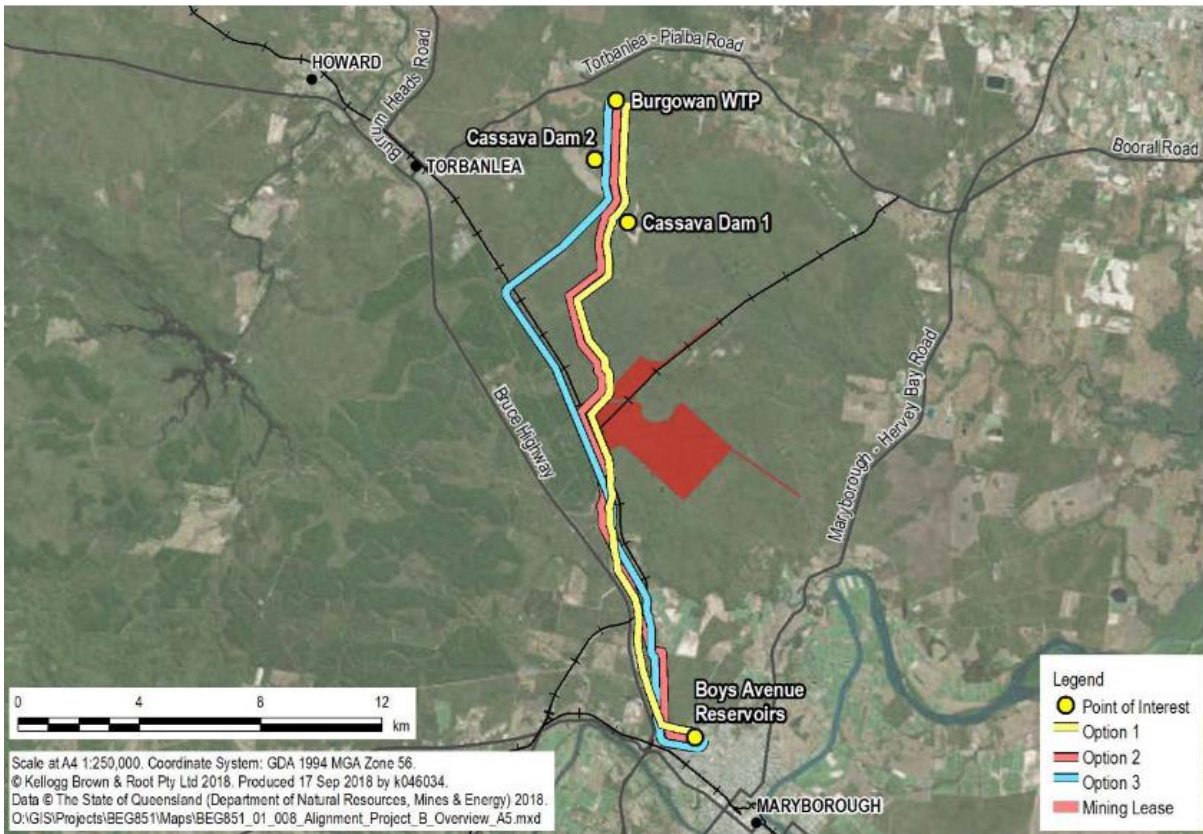 HOWARD
Burrum Heads Road
Torbanlea - Pialba Road
Burgowan WTP
Cassava Dam 2
TORBANLEA
Booral Road
Cassava Dam 1
Bruce Highway
Maryborough - Hervey Bay Road
Boys Avenue
Reservoirs
MARYBOROUGH
0 4 8 12
km
Scale at A4 1:250,000. Coordinate System: GDA 1994 MGA Zone 56.
© Kellogg Brown & Root Pty Ltd 2018. Produced 17 Sep 2018 by k046034.
Data © The State of Queensland (Department of Natural Resources, Mines & Energy) 2018.
O:\GIS\Projects\BEG851\Maps\BEG851_01_008_Alignment_Project_B_Overview_A5.mxd
Legend
Point of Interest
Option 1
Option 2
Option 3
Mining Lease